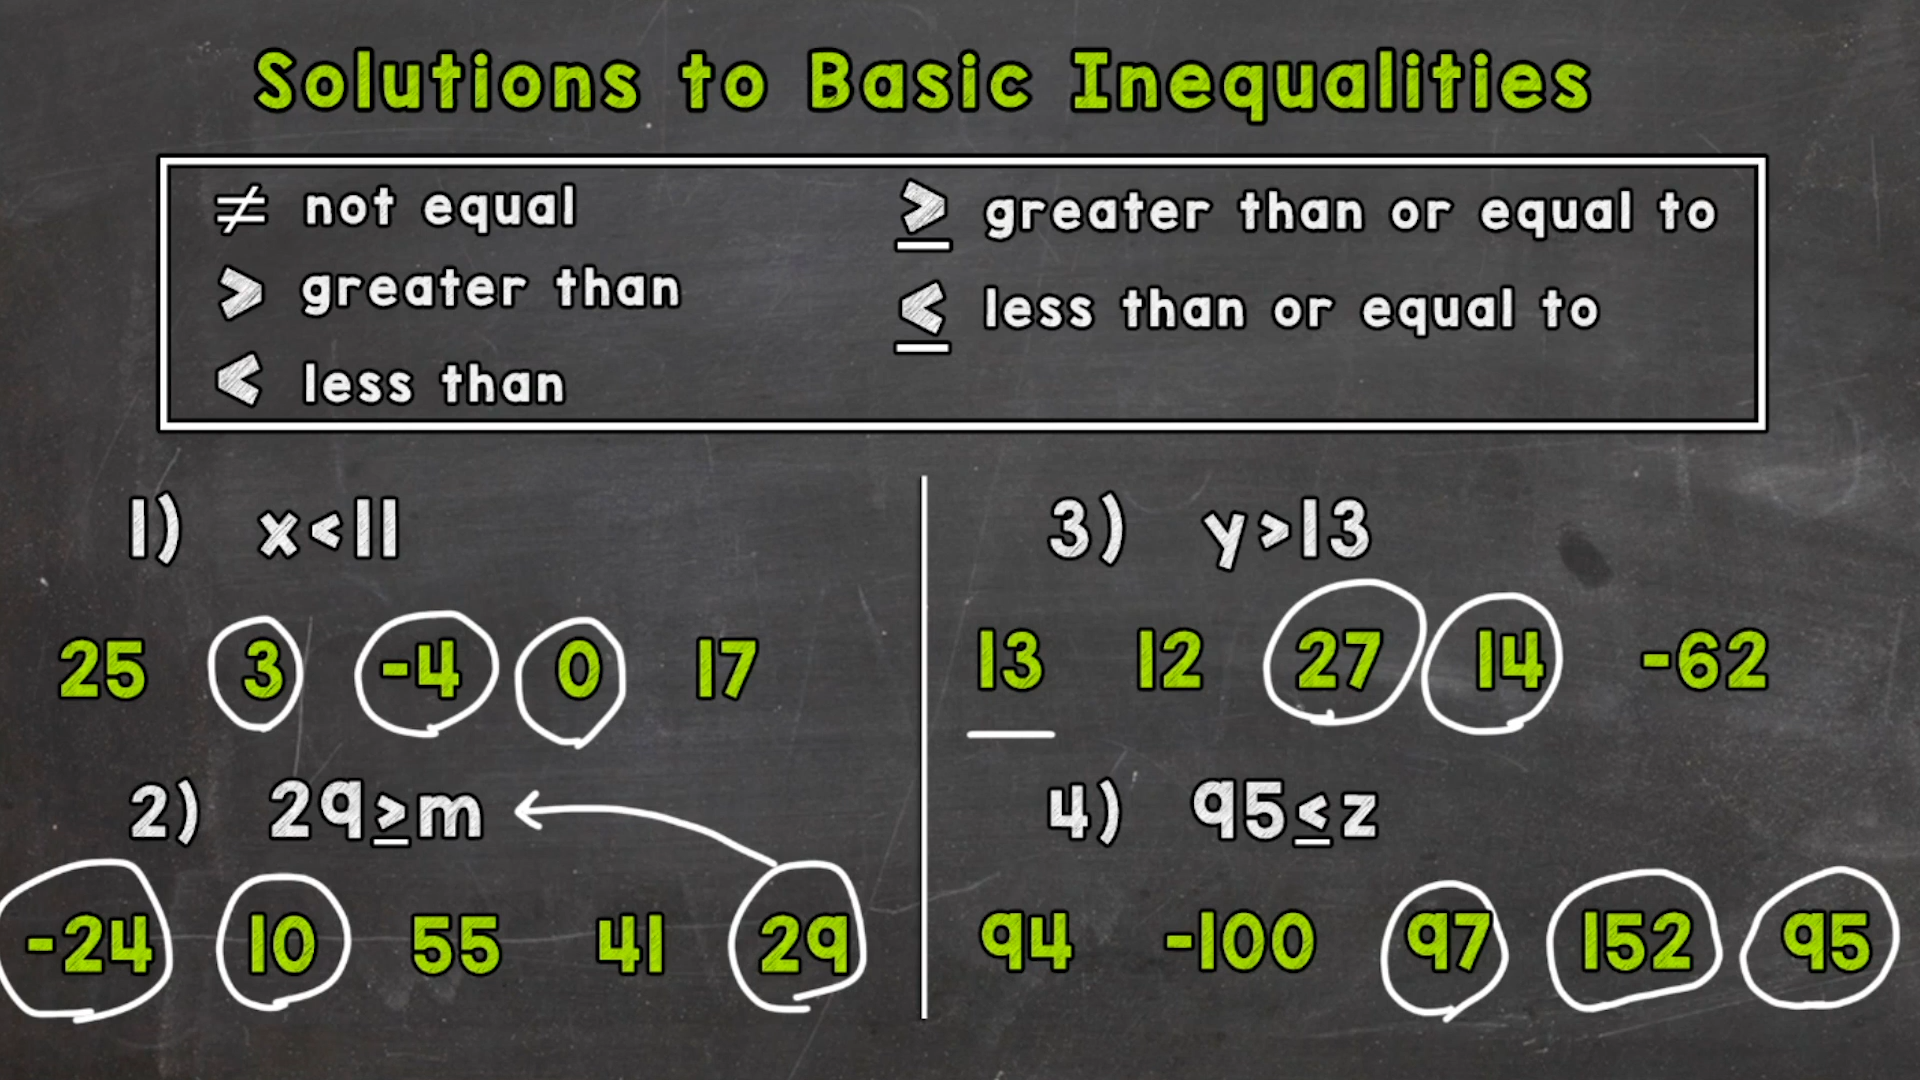 Solutions to Basic Inequalities
≠ not equal
> greater than
< less than
≥ greater than or equal to
≤ less than or equal to
1) x<11
25 3 -4 0 17
2) 29≥m
-24 10 55 41 29
3) y>13
13 12 27 14 -62
4) 95≤z
94 -100 97 152 95